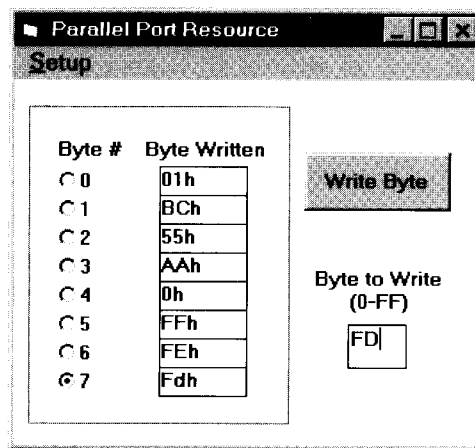 Parallel Port Resource
Setup
Byte # Byte Written
0 01h
1 BCh
2 55h
3 AAh
4 0h
5 FFh
6 FEh
7 Fdh
Write Byte
Byte to Write
(0-FF)
FD